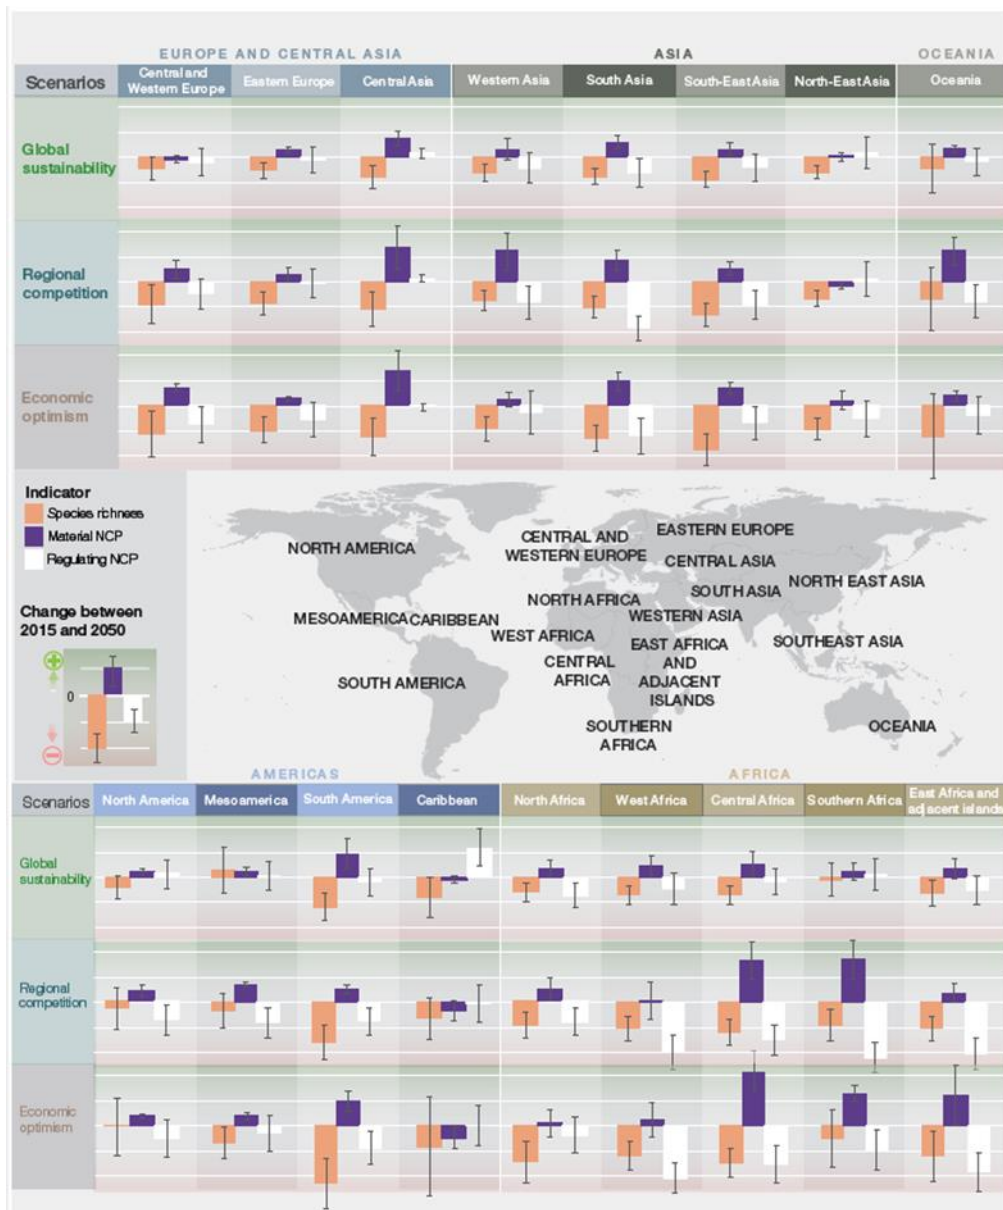 EUROPE AND CENTRAL ASIA ASIA OCEANIA
Scenarios Central and Western Europe Eastern Europe Central Asia Western Asia South Asia South-East Asia North-East Asia Oceania
Global
sustainability
Regional
competition
Economic
optimism
Indicator
Species richness
Material NCP
Regulating NCP
Change between
2015 and 2050
0
NORTH AMERICA
CENTRAL AND
WESTERN EUROPE
EASTERN EUROPE
CENTRAL ASIA
NORTH EAST ASIA
SOUTH ASIA
NORTH AFRICA
WESTERN ASIA
MESOAMERICA
CARIBBEAN
WEST AFRICA
EAST AFRICA
AND
ADJACENT
ISLANDS
SOUTHEAST ASIA
CENTRAL
AFRICA
SOUTH AMERICA
SOUTHERN
AFRICA
OCEANIA
AMERICAS AFRICA
Scenarios North America Mesoamerica South America Caribbean North Africa West Africa Central Africa Southern Africa East Africa and adjacent islands
Global
sustainability
Regional
competition
Economic
optimism